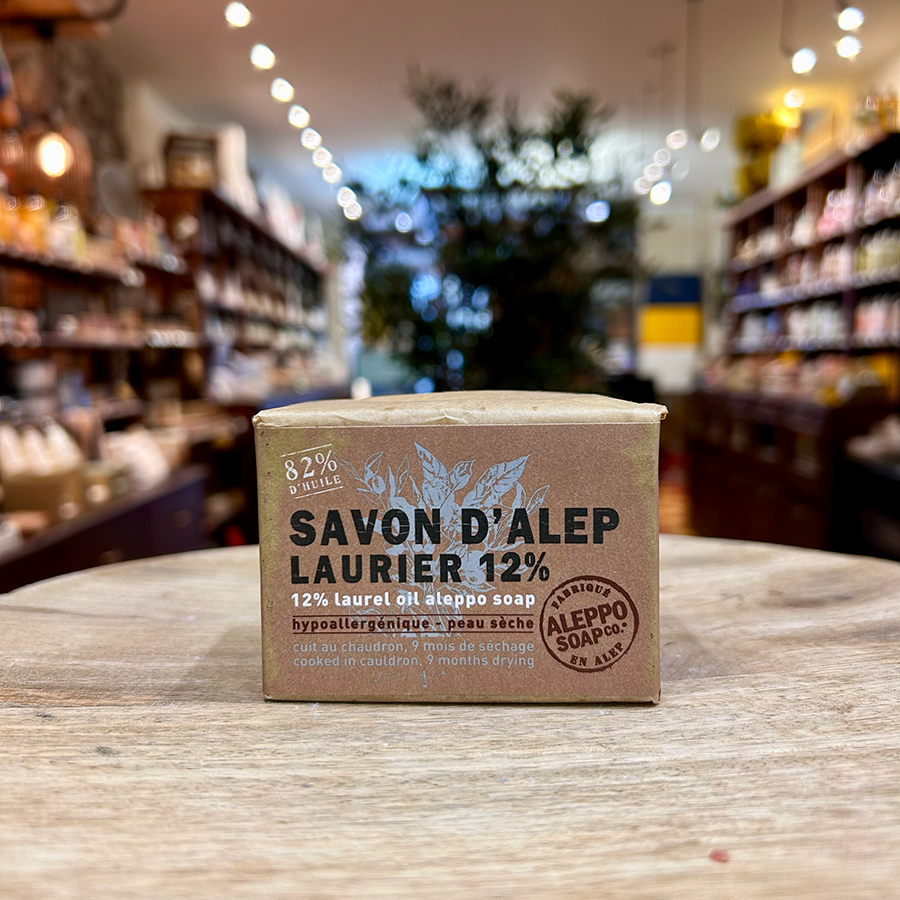 82%
D'HUILE
SAVON D'ALEP
LAURIER 12%
12% laurel oil aleppo soap
hypoallergénique - peau sèche
cuit au chaudron, 9 mois de séchage
cooked in cauldron, 9 months drying
FABRIQUÉ
ALEPPO
SOAP CO.
EN ALEP